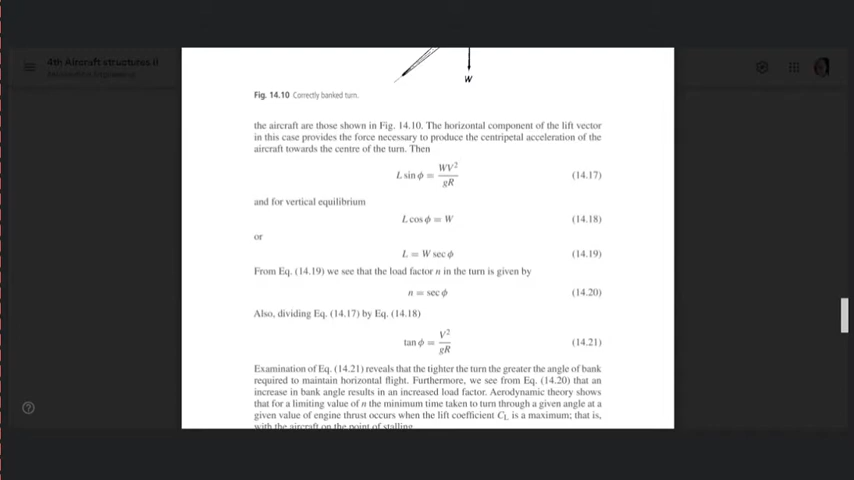 4th Aircraft structures II
W
Fig. 14.10 Correctly banked turn.
the aircraft are those shown in Fig. 14.10. The horizontal component of the lift vector
in this case provides the force necessary to produce the centripetal acceleration of the
aircraft towards the centre of the turn. Then
L sin ϕ = WV²/gR (14.17)
and for vertical equilibrium
L cos ϕ = W (14.18)
or
L = W sec ϕ (14.19)
From Eq. (14.19) we see that the load factor n in the turn is given by
n = sec ϕ (14.20)
Also, dividing Eq. (14.17) by Eq. (14.18)
tan ϕ = V²/gR (14.21)
Examination of Eq. (14.21) reveals that the tighter the turn the greater the angle of bank
required to maintain horizontal flight. Furthermore, we see from Eq. (14.20) that an
increase in bank angle results in an increased load factor. Aerodynamic theory shows
that for a limiting value of n the minimum time taken to turn through a given angle at a
given value of engine thrust occurs when the lift coefficient CL is a maximum; that is,
with the aircraft on the point of stalling.